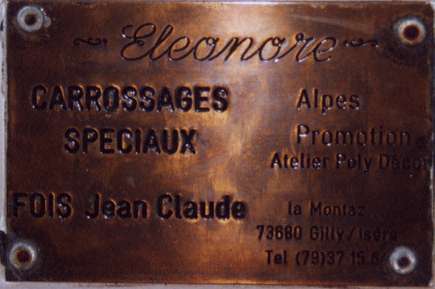 Eleonore
CARROSSAGES
SPECIAUX
Alpes
Promotion
Atelier Poly Déco
FOIS Jean Claude
la Montaz
73680 Gilly/Isère
Tel (79)37 15